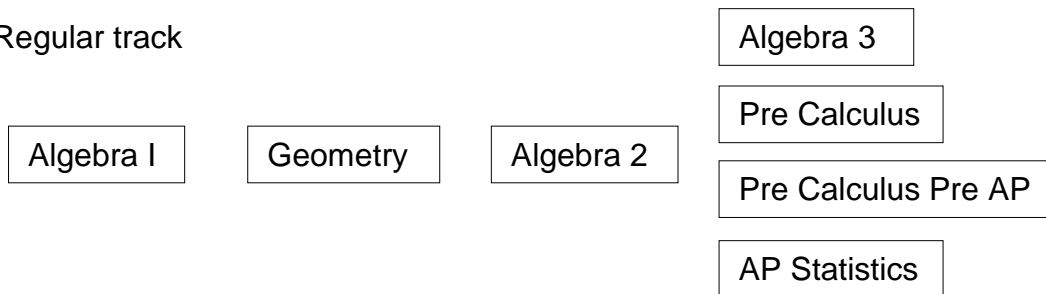 Regular track
Algebra I
Geometry
Algebra 2
Algebra 3
Pre Calculus
Pre Calculus Pre AP
AP Statistics